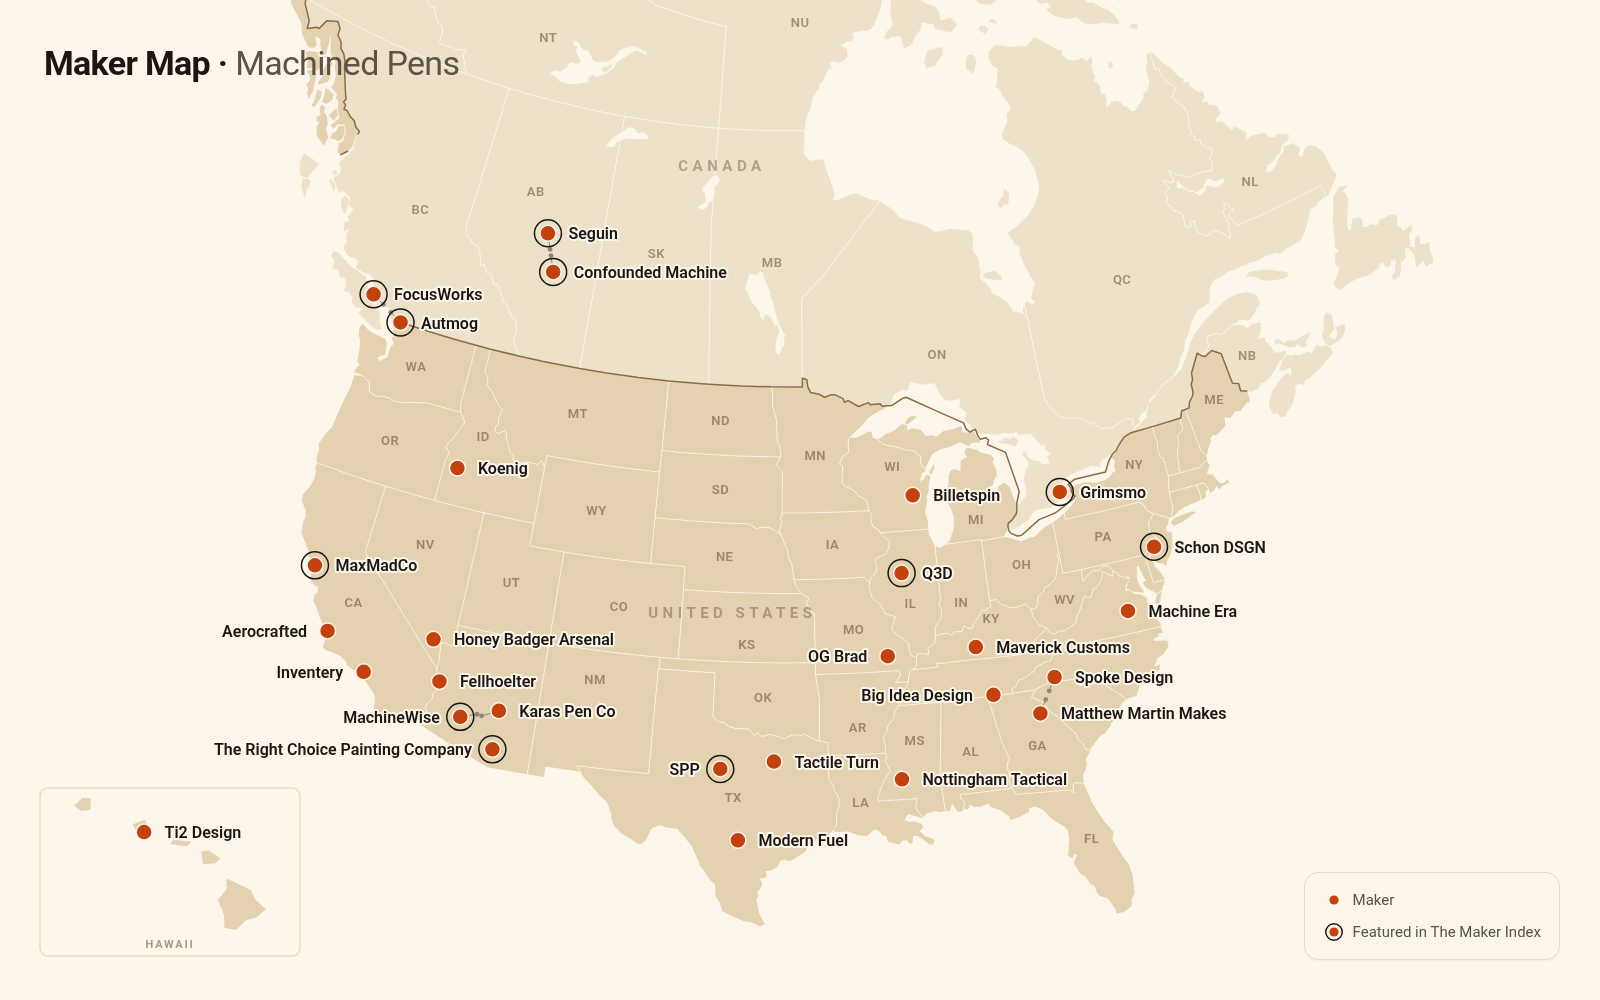 NU
NT
Maker Map · Machined Pens
CANADA
NL
AB
BC
Seguin
SK
MB
Confounded Machine
QC
FocusWorks
Autmog
ON
NB
WA
ME
MT
ND
OR
ID
MN
NY
Koenig
WI
SD
Billetspin
Grimsmo
WY
MI
PA
NV
IA
Schon DSGN
NE
MaxMadCo
OH
Q3D
UT
CA
CO
UNITED STATES
IL
IN
WV
KY
Machine Era
Aerocrafted
MO
Honey Badger Arsenal
KS
Maverick Customs
OG Brad
Inventery
NM
Fellhoelter
Spoke Design
Big Idea Design
OK
MachineWise
Karas Pen Co
Matthew Martin Makes
AR
MS
GA
The Right Choice Painting Company
AL
SPP
Tactile Turn
Nottingham Tactical
TX
LA
Ti2 Design
Modern Fuel
FL
HAWAII
Maker
Featured in The Maker Index